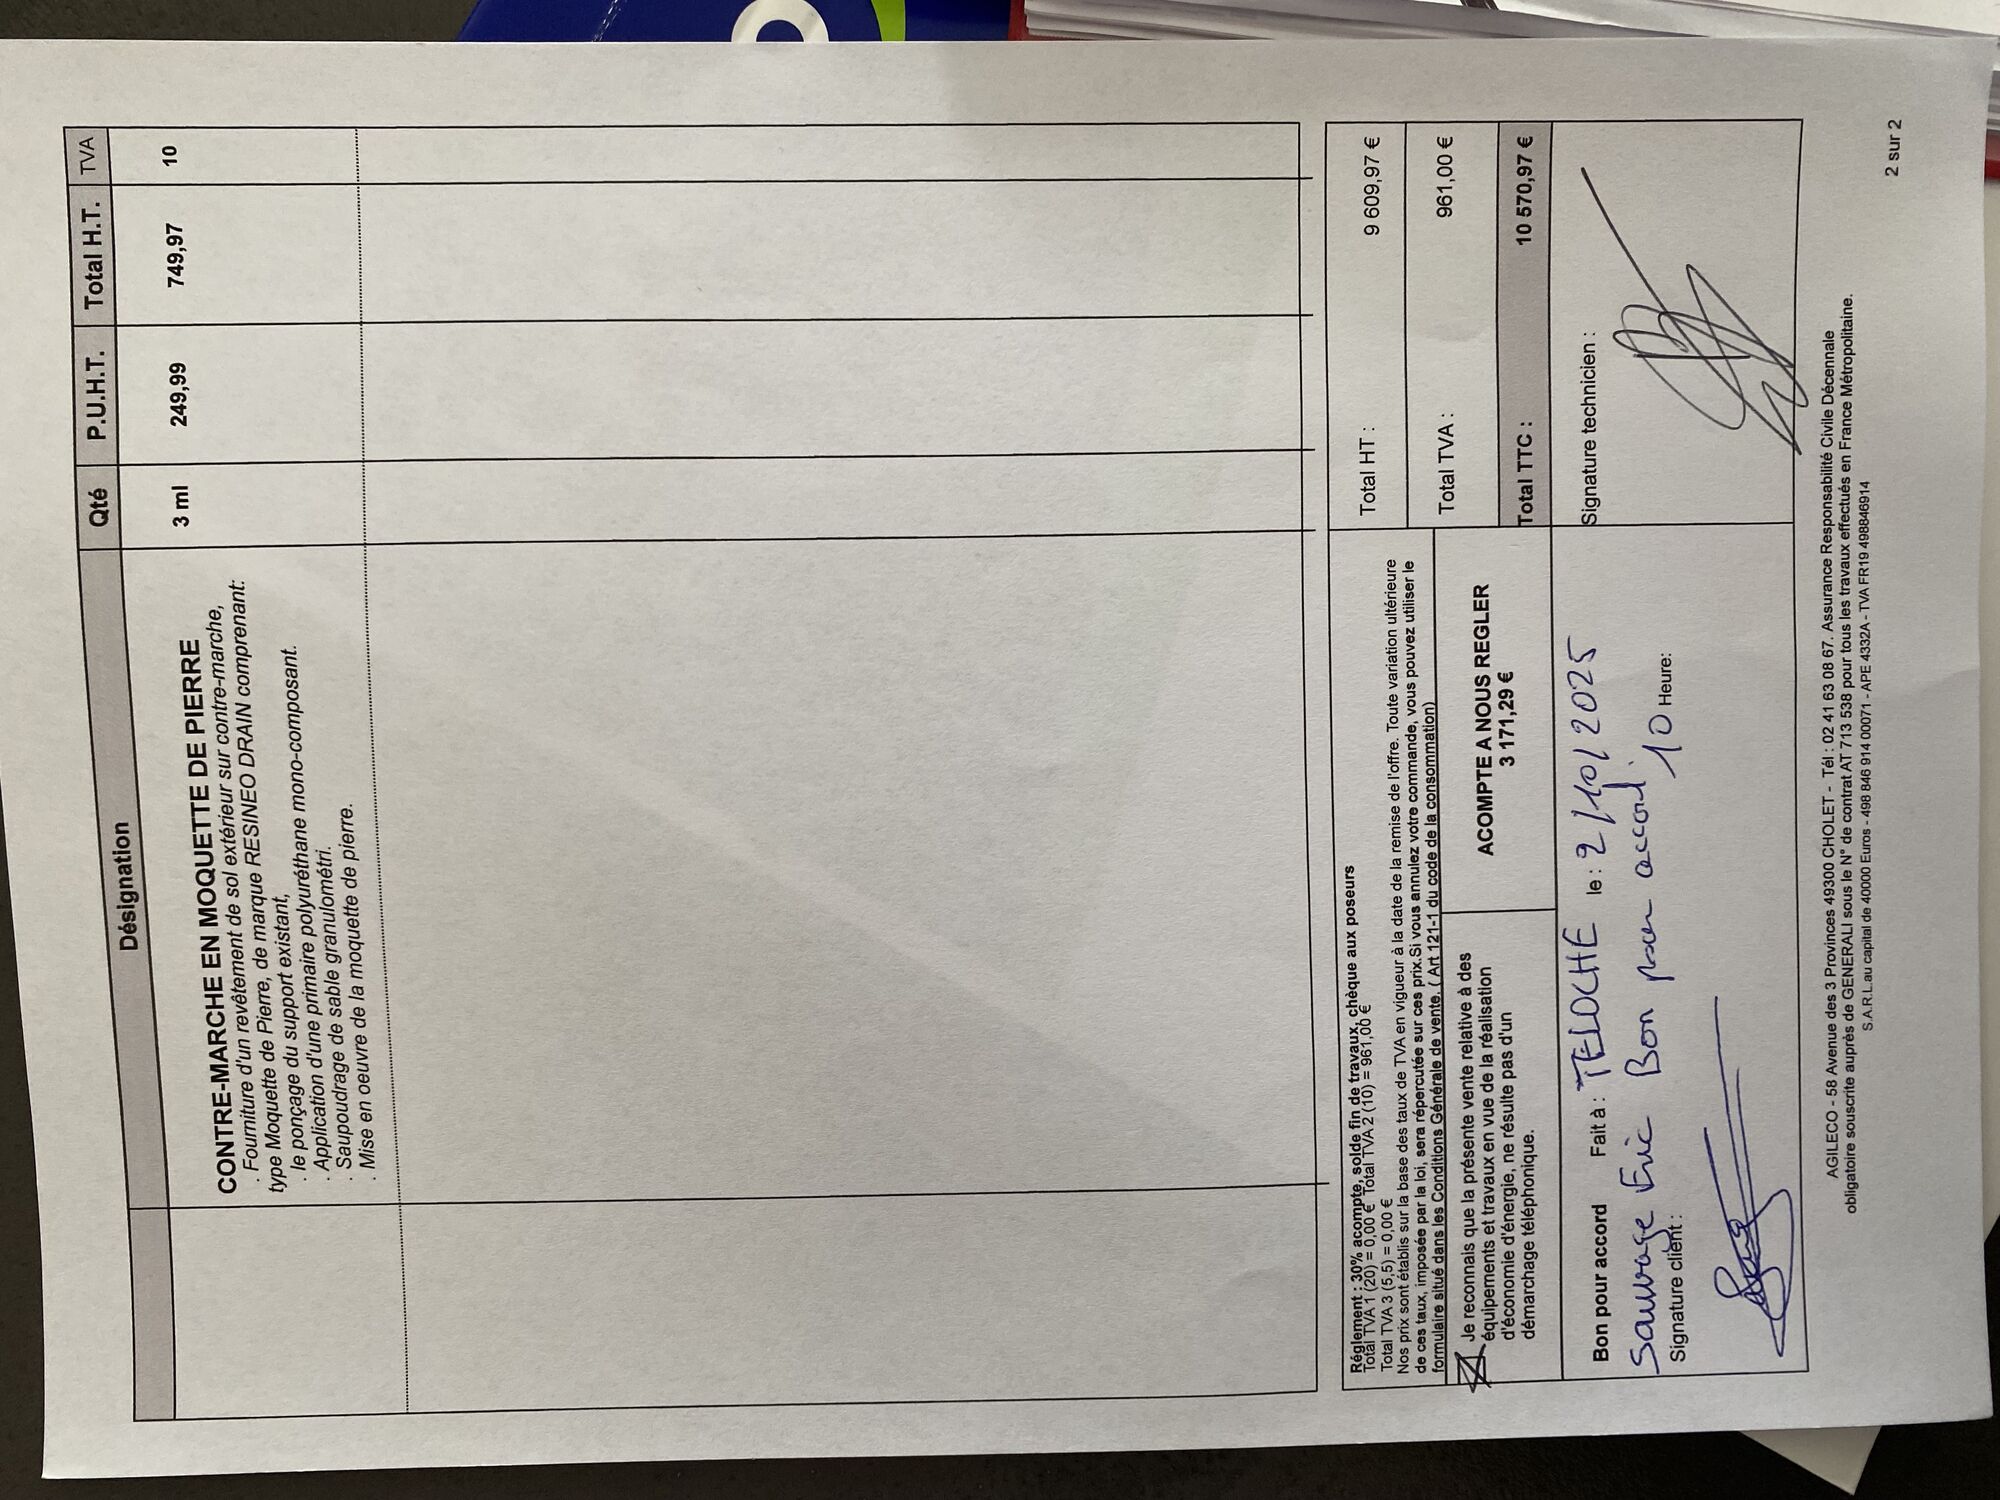 Désignation Qté P.U.H.T. Total H.T. TVA
CONTRE-MARCHE EN MOQUETTE DE PIERRE 3 ml 249,99 749,97 10
. Fourniture d'un revêtement de sol extérieur sur contre-marche,
type Moquette de Pierre, de marque RESINEO DRAIN comprenant:
. le ponçage du support existant,
. Application d'une primaire polyuréthane mono-composant.
. Saupoudrage de sable granulométri.
. Mise en oeuvre de la moquette de pierre.
Réglement : 30% acompte, solde fin de travaux, chèque aux poseurs
Total TVA 1 (20) = 0,00 € Total TVA 2 (10) = 961,00 €
Total TVA 3 (5,5) = 0,00 €
Nos prix sont établis sur la base des taux de TVA en vigueur à la date de la remise de l'offre. Toute variation ultérieure
de ces taux, imposée par la loi, sera répercutée sur ces prix.Si vous annulez votre commande, vous pouvez utiliser le
formulaire situé dans les Conditions Générale de vente. ( Art 121-1 du code de la consommation)
Total HT : 9 609,97 €
Total TVA : 961,00 €
Total TTC : 10 570,97 €
Je reconnais que la présente vente relative à des
équipements et travaux en vue de la réalisation
d'économie d'énergie, ne résulte pas d'un
démarchage téléphonique.
ACOMPTE A NOUS REGLER
3 171,29 €
Bon pour accord Fait à : TELOCHE le : 2/10/2025
Sauvage Eric Bon pour accord.
Signature client : 10 Heure:
Signature technicien :
AGILECO - 58 Avenue des 3 Provinces 49300 CHOLET - Tél : 02 41 63 08 67. Assurance Responsabilité Civile Décennale
obligatoire souscrite auprès de GENERALI sous le N° de contrat AT 713 538 pour tous les travaux effectués en France Métropolitaine.
S.A.R.L.au capital de 40000 Euros - 498 846 914 00071 - APE 4332A - TVA FR19 498846914
2 sur 2